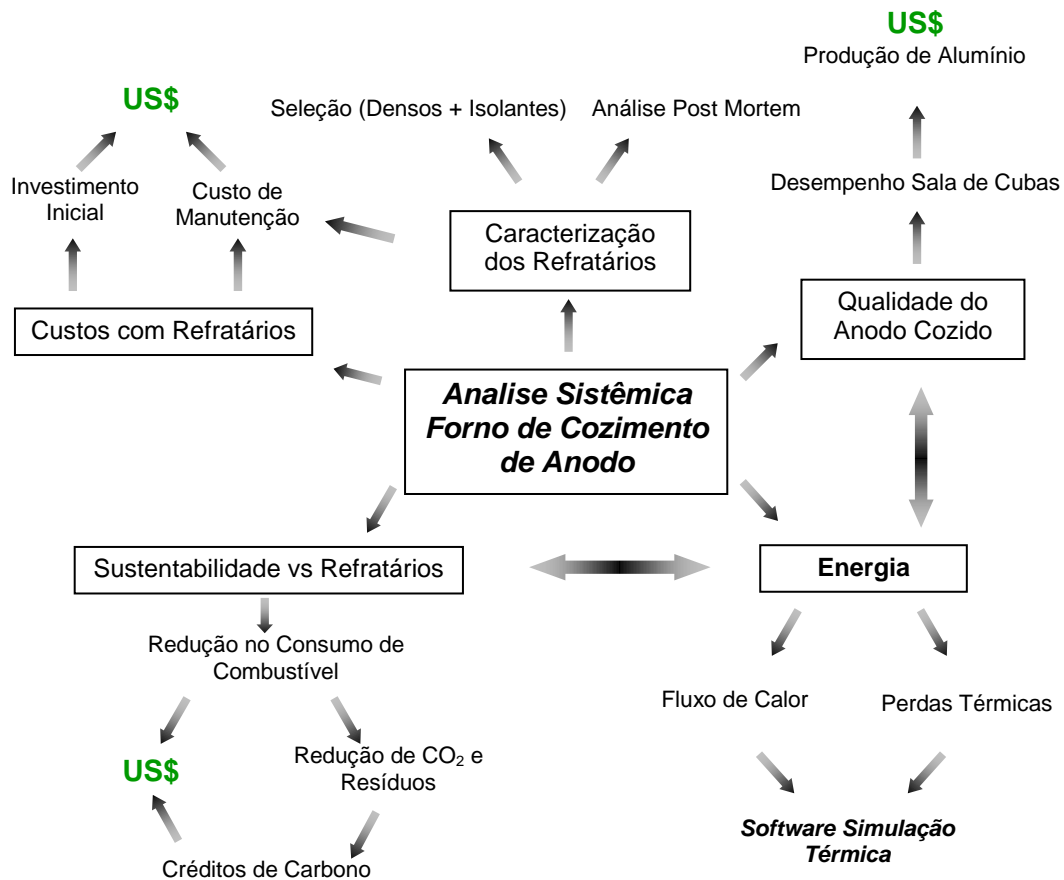 US$
Produção de Alumínio
US$
Seleção (Densos + Isolantes)
Análise Post Mortem
Investimento
Inicial
Custo de
Manutenção
Desempenho Sala de Cubas
Caracterização
dos Refratários
Custos com Refratários
Qualidade do
Anodo Cozido
Analise Sistêmica
Forno de Cozimento
de Anodo
Sustentabilidade vs Refratários
Energia
Redução no Consumo de
Combustível
Fluxo de Calor
Perdas Térmicas
US$
Redução de CO₂ e
Resíduos
Software Simulação
Térmica
Créditos de Carbono